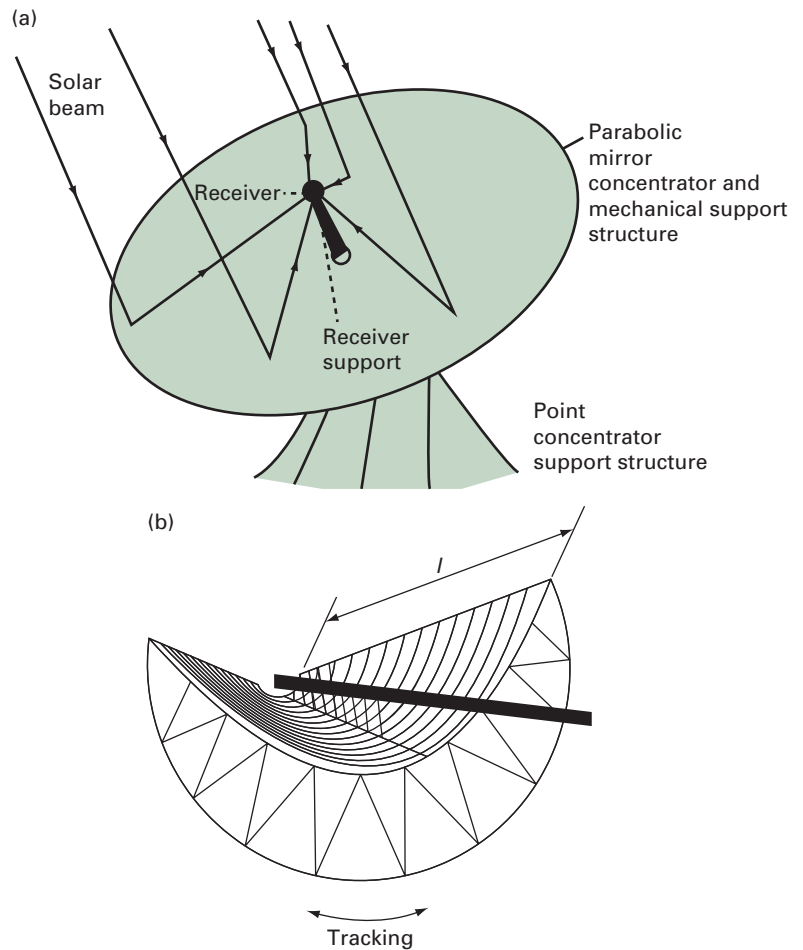 (a)
Solar
beam
Parabolic
mirror
concentrator and
mechanical support
structure
Receiver
Receiver
support
Point
concentrator
support structure
(b)
l
Tracking